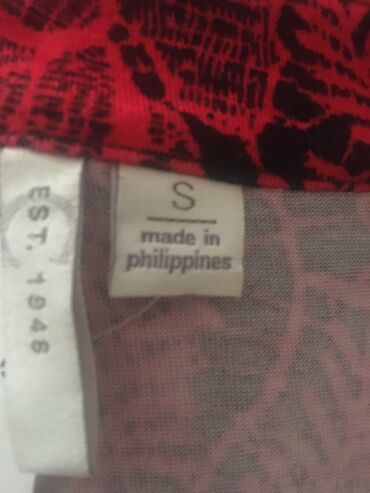 EST. 1946
S
made in
philippines